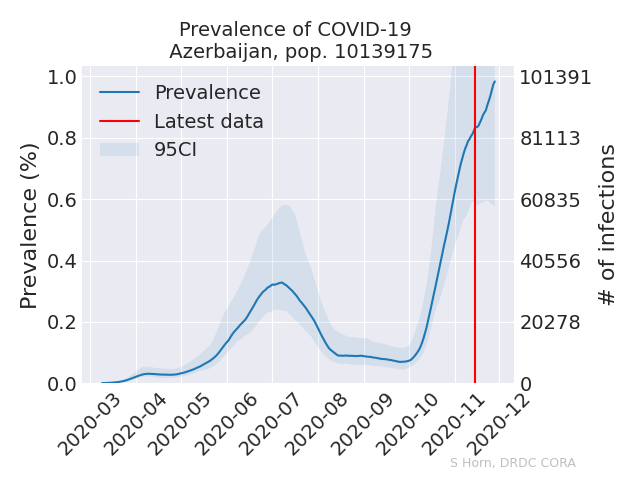 Prevalence of COVID-19
Azerbaijan, pop. 10139175
Prevalence (%)
1.0
0.8
0.6
0.4
0.2
0.0
Prevalence
Latest data
95CI
101391
81113
60835
40556
20278
0
# of infections
2020-03
2020-04
2020-05
2020-06
2020-07
2020-08
2020-09
2020-10
2020-11
2020-12
S Horn, DRDC CORA